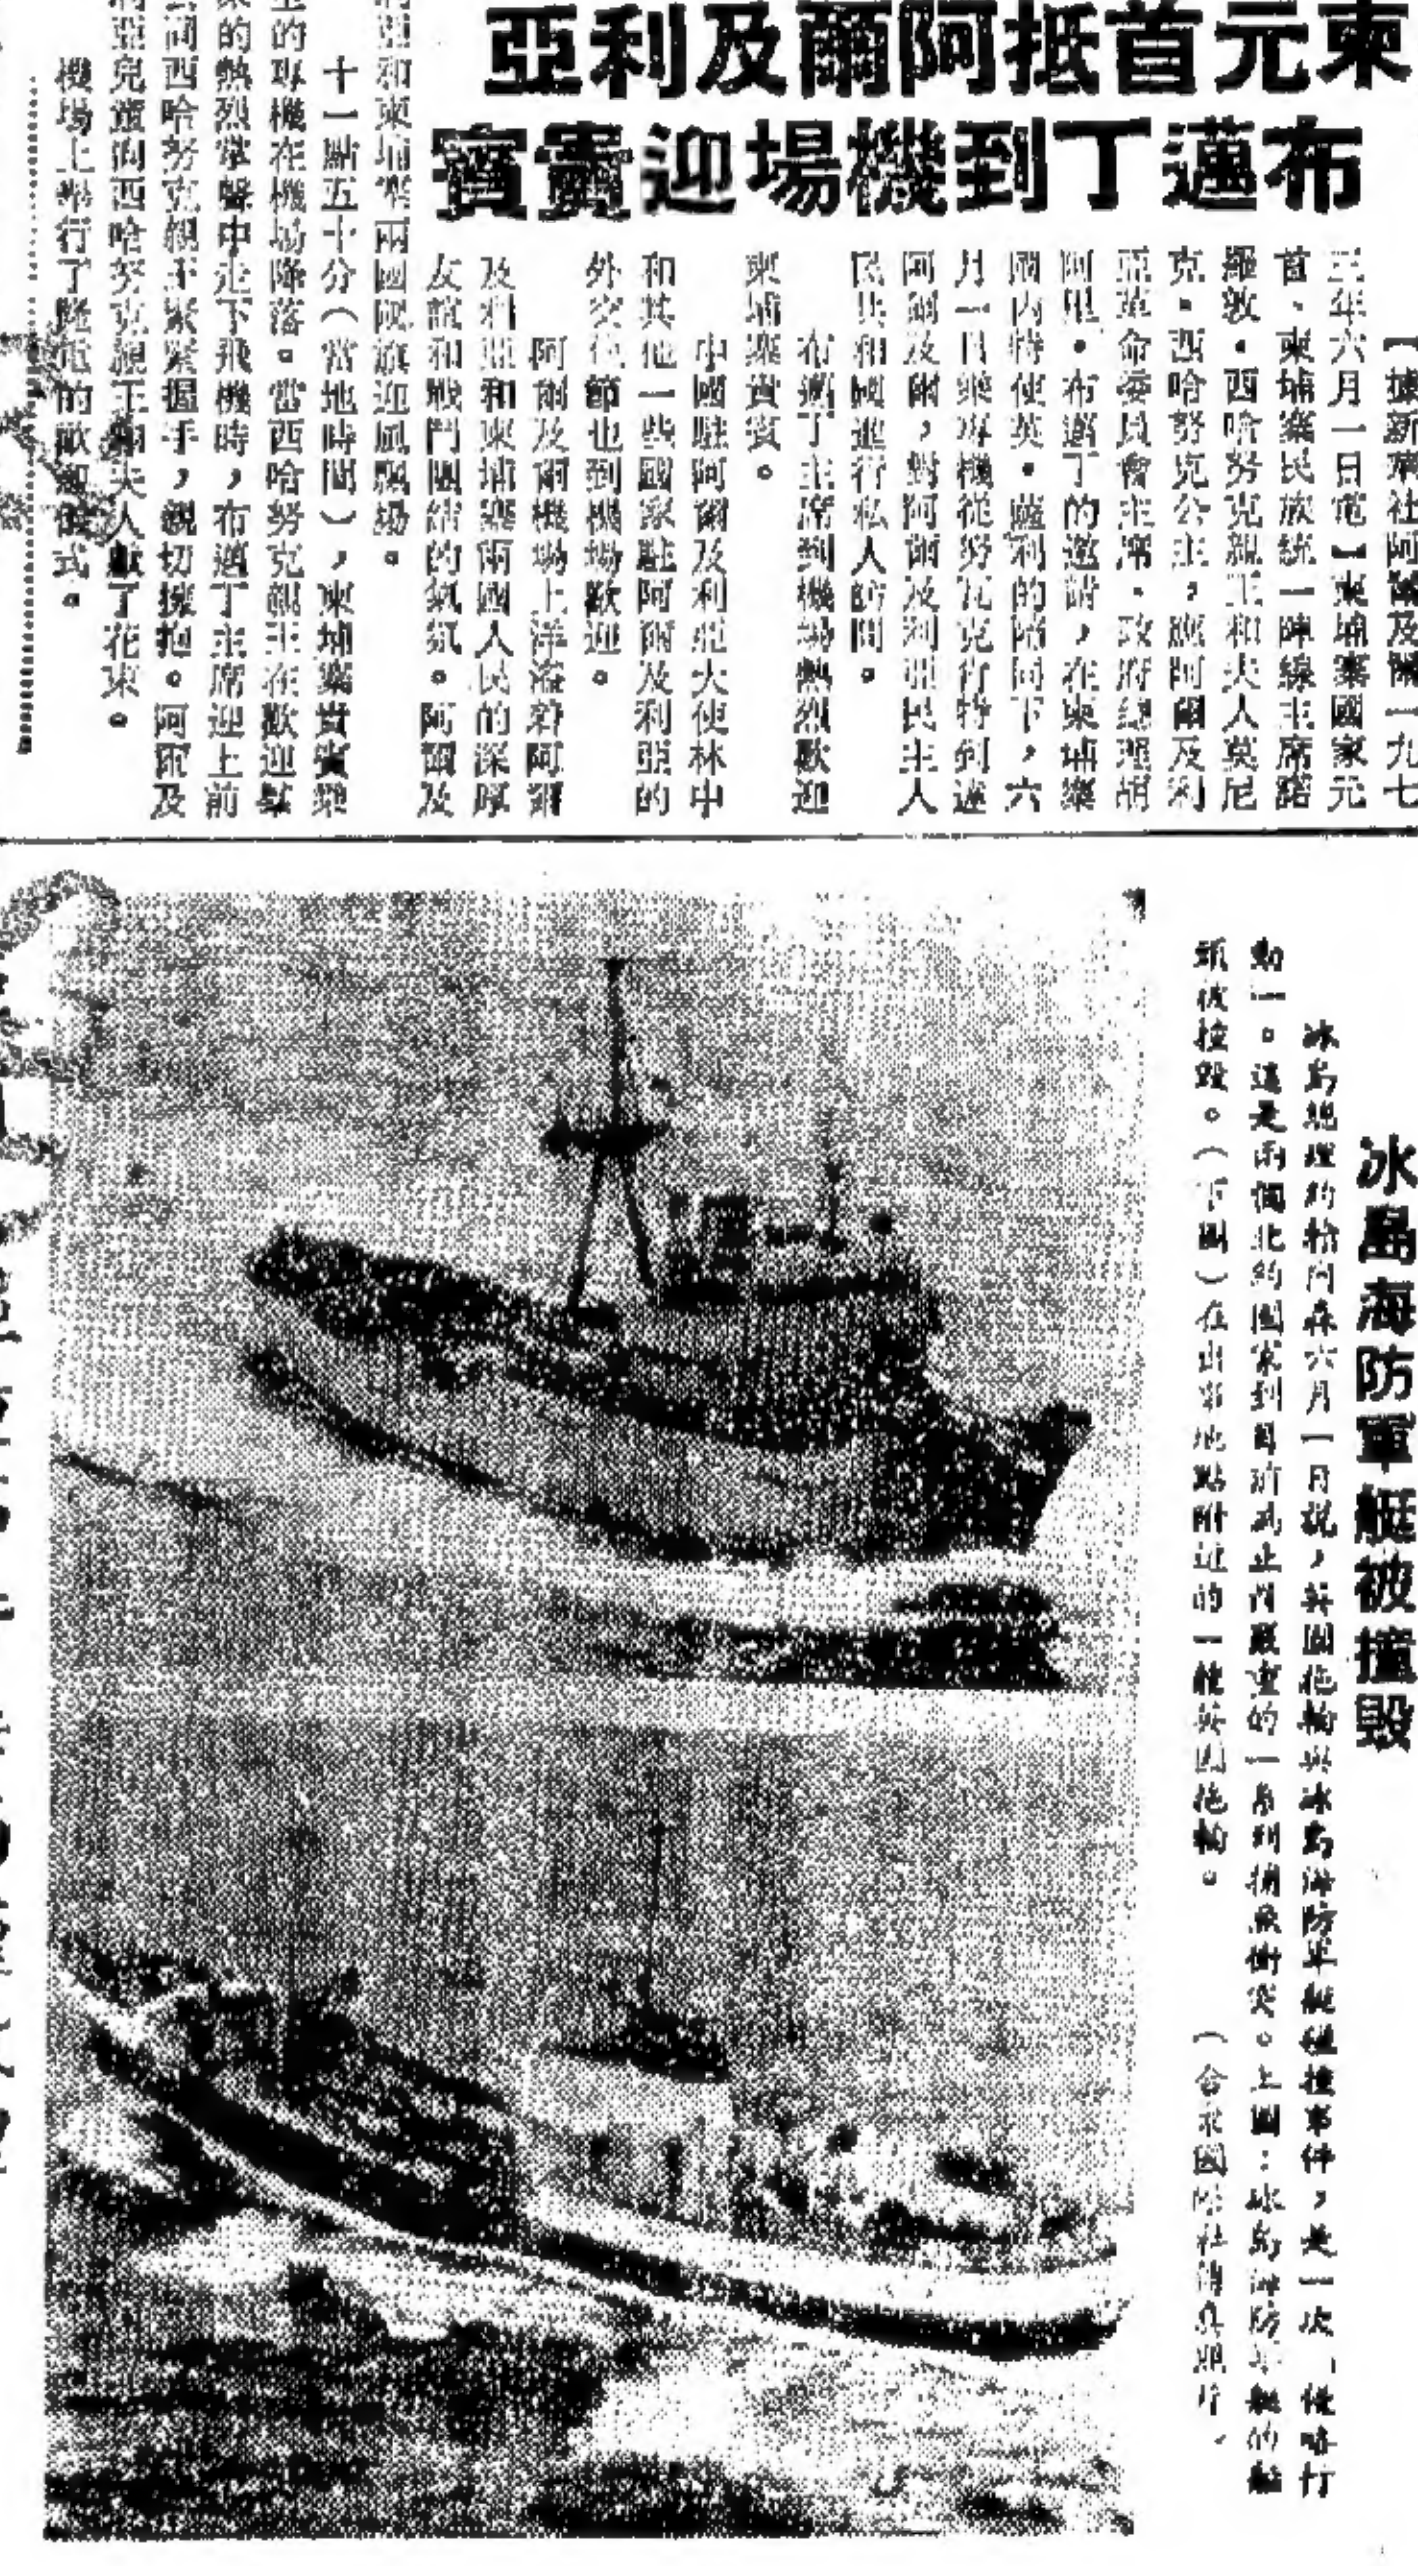 柬元首抵阿爾及利亞
布邁丁到機場迎貴賓
【據新華社阿爾及爾一九七
三年六月一日電】柬埔寨國家元
首、柬埔寨民族統一陣線主席諾
羅敦・西哈努克親王和夫人莫尼
克・西哈努克公主，應阿爾及利
亞革命委員會主席、政府總理胡
阿里・布邁丁的邀請，在柬埔寨
國內特使英・薩利的陪同下，六
月一日乘專機從努瓦克肖特到達
阿爾及爾，對阿爾及利亞民主人
民共和國進行私人訪問。
布邁丁主席到機場熱烈歡迎
柬埔寨貴賓。
中國駐阿爾及利亞大使林中
和其他一些國家駐阿爾及利亞的
外交使節也到機場歡迎。
阿爾及爾機場上洋溢着阿爾
及利亞和柬埔寨兩國人民的深厚
友誼和戰鬥團結的氣氛。阿爾及
利亞和柬埔寨兩國國旗迎風飄揚。
十一點五十分（當地時間），柬埔寨貴賓乘
的專機在機場降落。當西哈努克親王在歡迎羣
的熱烈掌聲中走下飛機時，布邁丁主席迎上前
同西哈努克親王緊緊握手，親切擁抱。阿爾及
亞兒童向西哈努克親王和夫人獻了花束。
機場上舉行了隆重的歡迎儀式。
冰島海防軍艇被撞毀
冰島總理約翰內森六月一日說，英國拖船與冰島海防軍艇碰撞事件，是一次「侵略行
動」。這是兩個北約國家到目前為止最嚴重的一系列捕魚衝突。上圖：冰島海防軍艇的船
頭被撞毀。（下圖）在出事地點附近的一艘英國拖船。
（合衆國際社傳真照片）